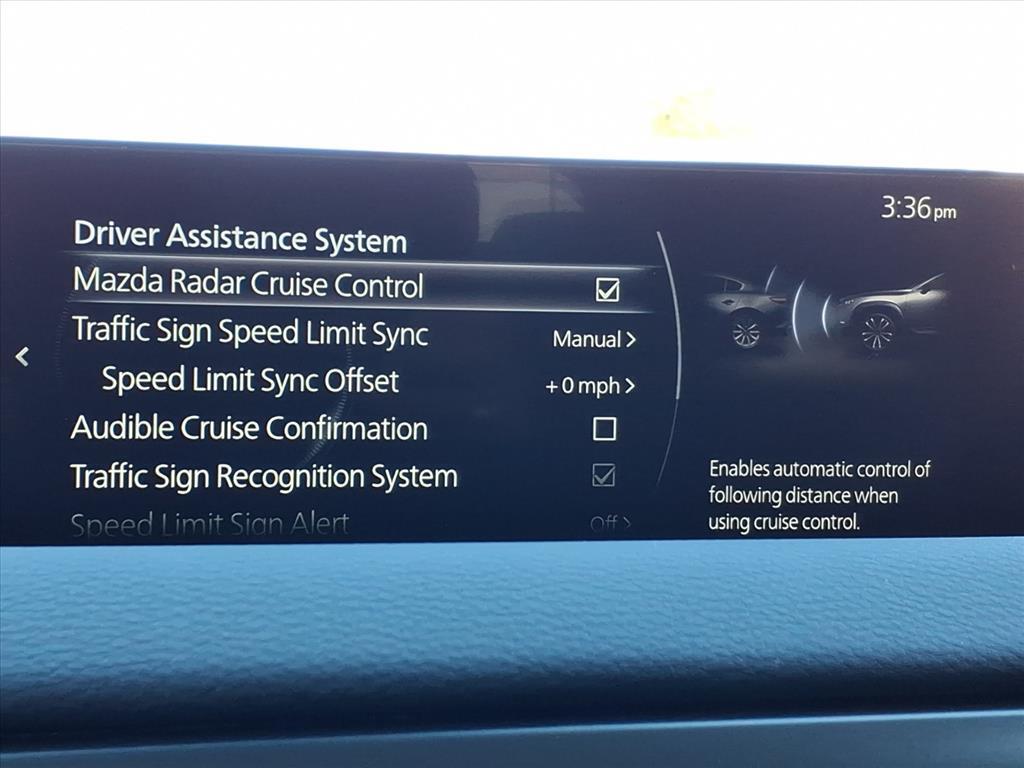 3:36 pm
Driver Assistance System
Mazda Radar Cruise Control
Traffic Sign Speed Limit Sync Manual >
Speed Limit Sync Offset +0 mph >
Audible Cruise Confirmation
Traffic Sign Recognition System
Speed Limit Sign Alert Off >
Enables automatic control of
following distance when
using cruise control.